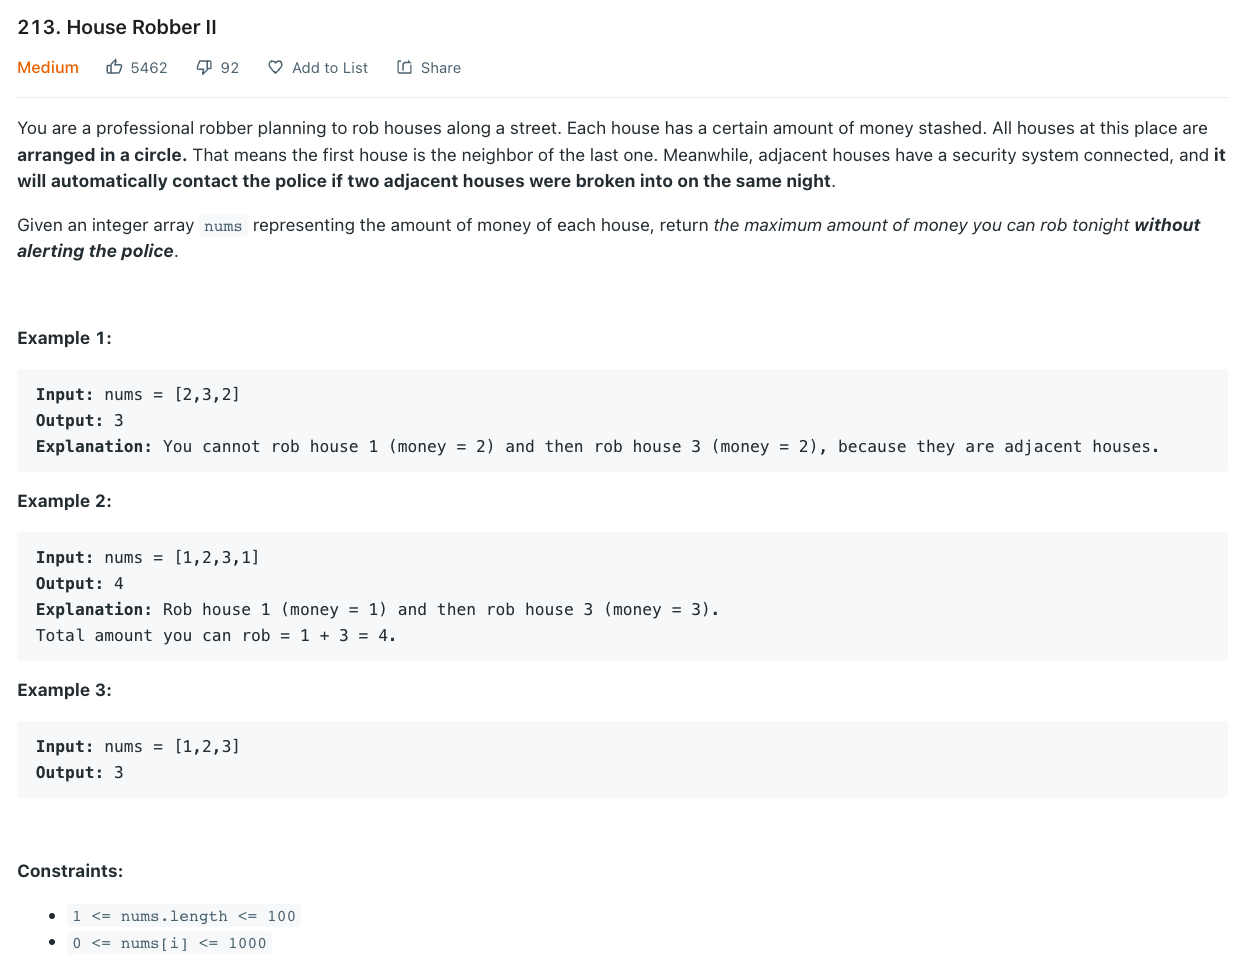 213. House Robber II
Medium 5462 92 Add to List Share
You are a professional robber planning to rob houses along a street. Each house has a certain amount of money stashed. All houses at this place are
arranged in a circle. That means the first house is the neighbor of the last one. Meanwhile, adjacent houses have a security system connected, and it
will automatically contact the police if two adjacent houses were broken into on the same night.
Given an integer array nums representing the amount of money of each house, return the maximum amount of money you can rob tonight without
alerting the police.
Example 1:
Input: nums = [2,3,2]
Output: 3
Explanation: You cannot rob house 1 (money = 2) and then rob house 3 (money = 2), because they are adjacent houses.
Example 2:
Input: nums = [1,2,3,1]
Output: 4
Explanation: Rob house 1 (money = 1) and then rob house 3 (money = 3).
Total amount you can rob = 1 + 3 = 4.
Example 3:
Input: nums = [1,2,3]
Output: 3
Constraints:
• 1 <= nums.length <= 100
• 0 <= nums[i] <= 1000